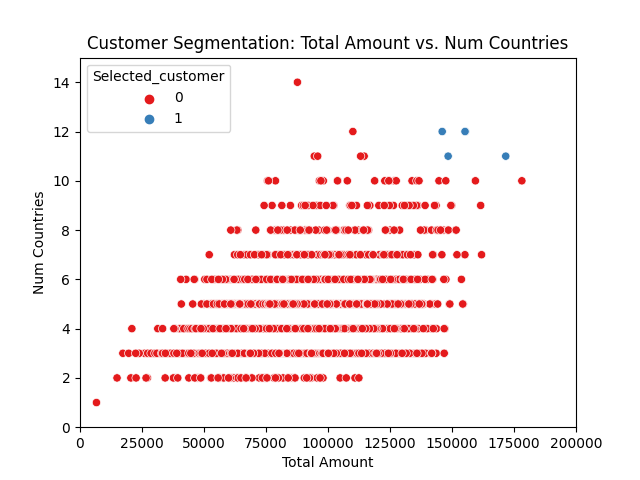 Customer Segmentation: Total Amount vs. Num Countries
Selected_customer
0
1
14
12
10
8
6
4
2
0
Num Countries
0 25000 50000 75000 100000 125000 150000 175000 200000
Total Amount